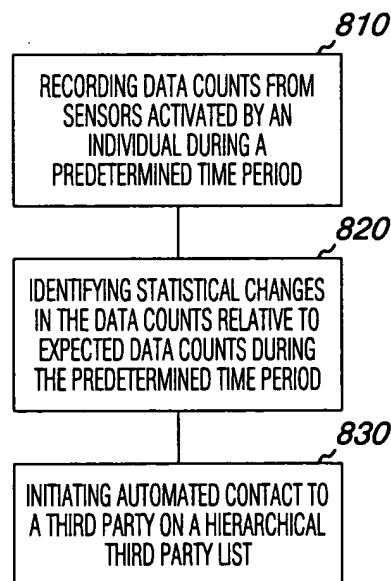 810
RECORDING DATA COUNTS FROM
SENSORS ACTIVATED BY AN
INDIVIDUAL DURING A
PREDETERMINED TIME PERIOD
820
IDENTIFYING STATISTICAL CHANGES
IN THE DATA COUNTS RELATIVE TO
EXPECTED DATA COUNTS DURING
THE PREDETERMINED TIME PERIOD
830
INITIATING AUTOMATED CONTACT TO
A THIRD PARTY ON A HIERARCHICAL
THIRD PARTY LIST